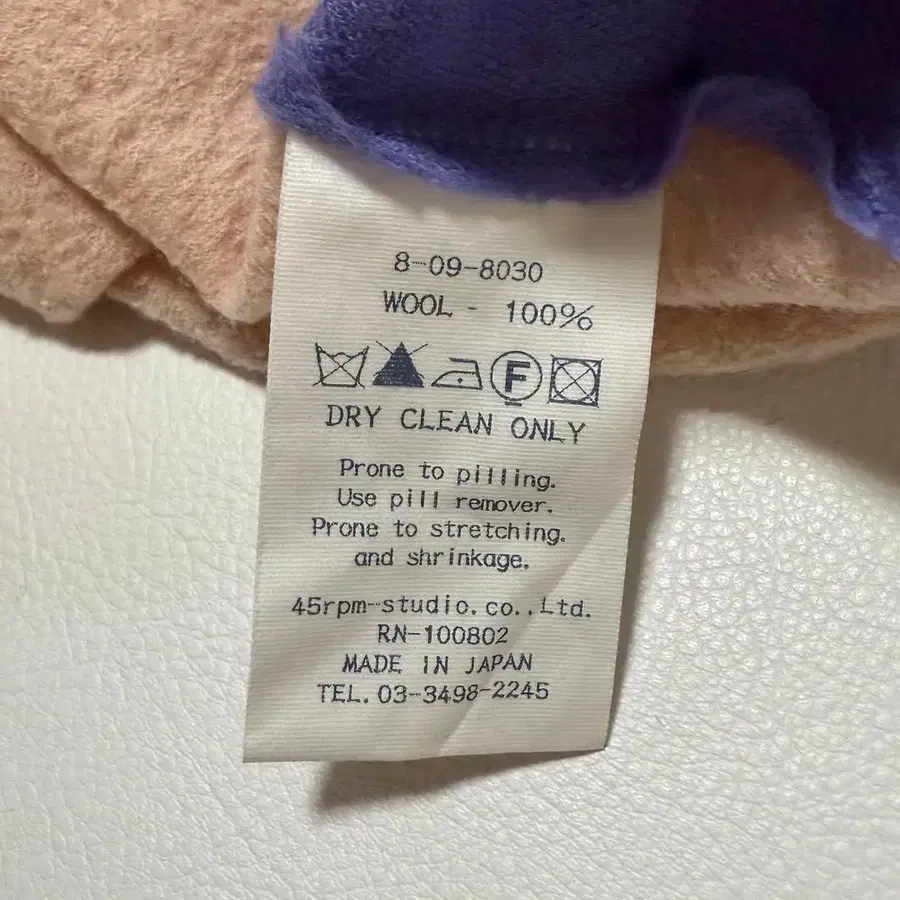 8-09-8030
WOOL - 100%
F
DRY CLEAN ONLY
Prone to pilling.
Use pill remover.
Prone to stretching.
and shrinkage.
45rpm-studio.co.,Ltd.
RN-100802
MADE IN JAPAN
TEL.03-3498-2245